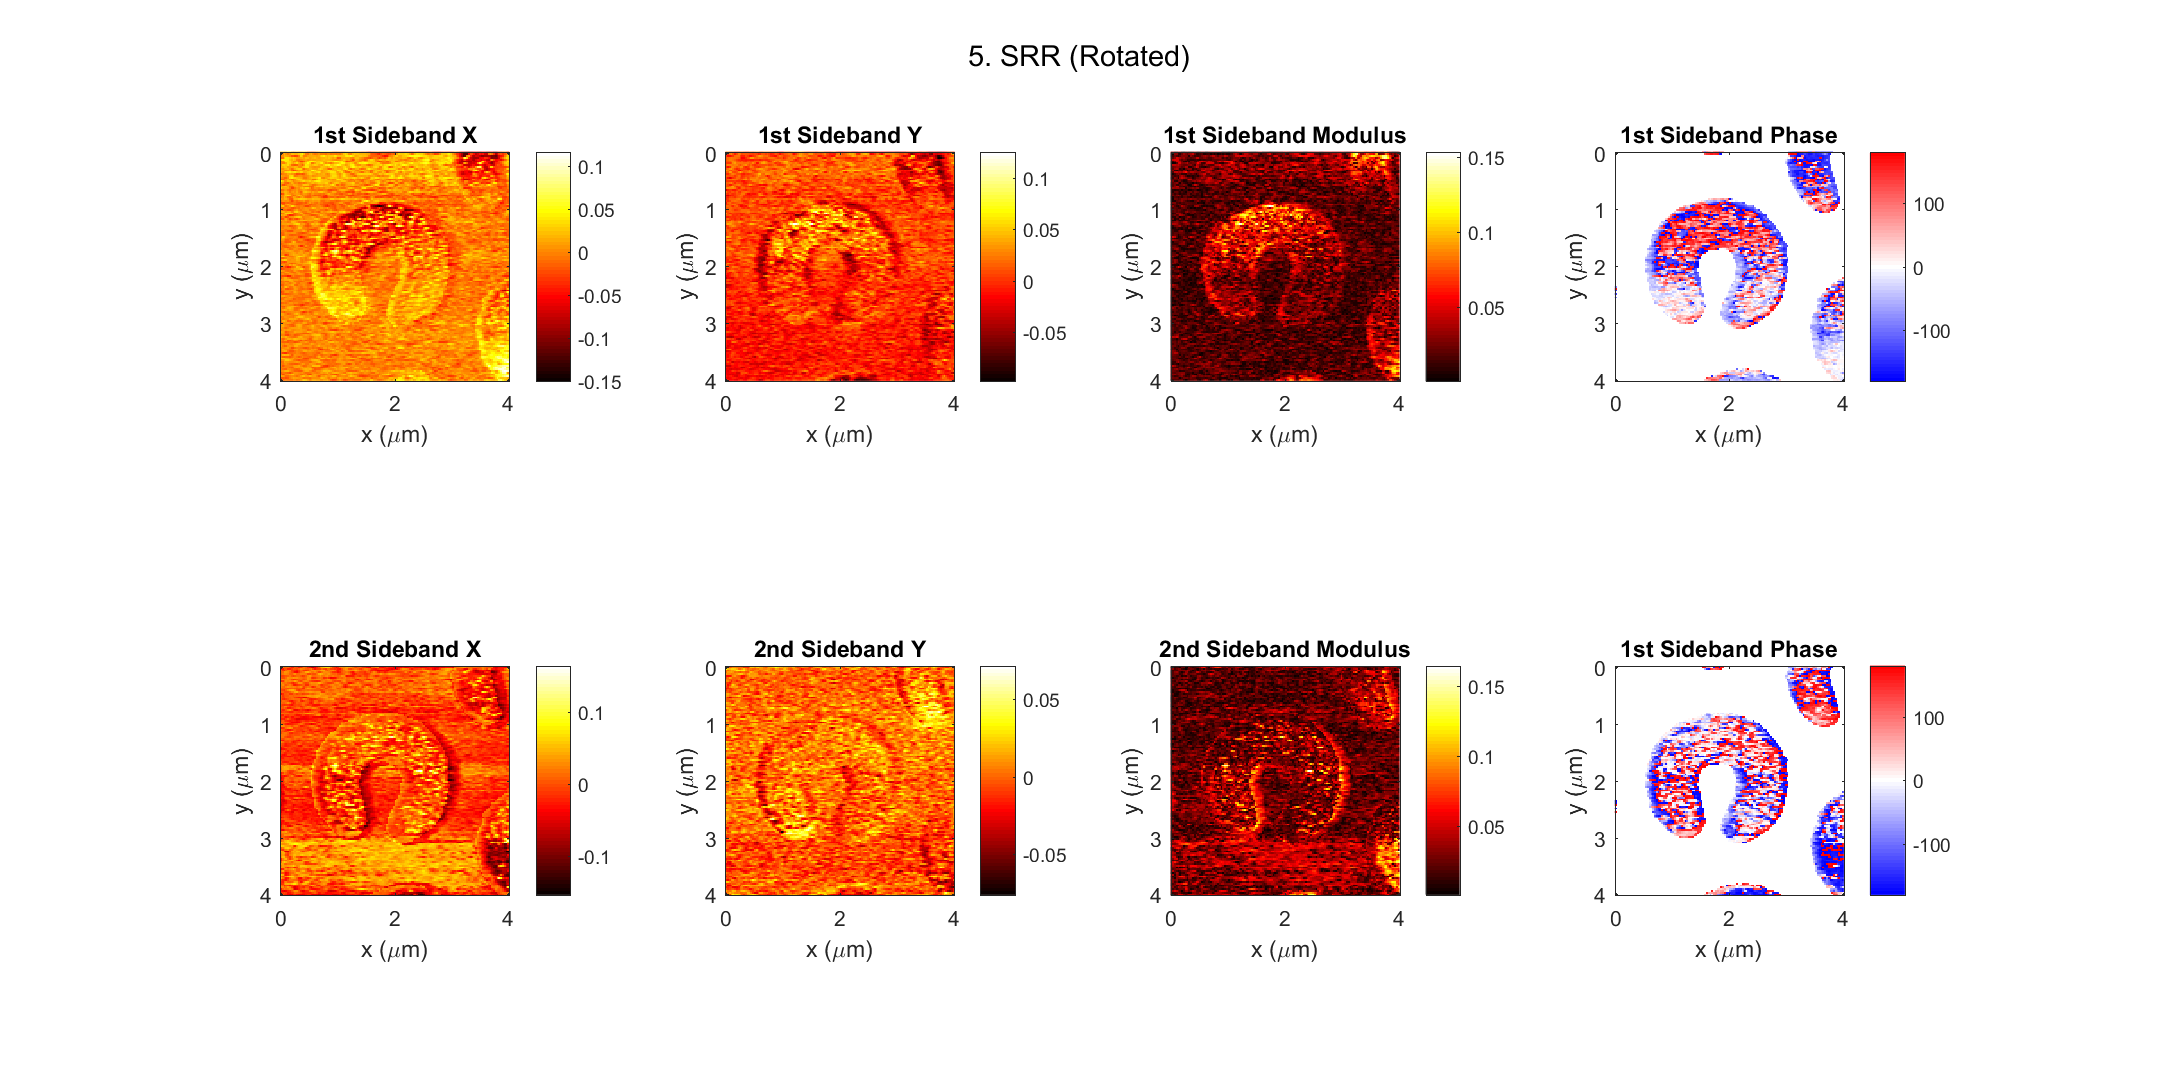 5. SRR (Rotated)
1st Sideband X
0
1
2
3
4
0 2 4
y (μm)
x (μm)
0.1
0.05
0
-0.05
-0.1
-0.15
1st Sideband Y
0
1
2
3
4
0 2 4
y (μm)
x (μm)
0.1
0.05
0
-0.05
1st Sideband Modulus
0
1
2
3
4
0 2 4
y (μm)
x (μm)
0.15
0.1
0.05
1st Sideband Phase
0
1
2
3
4
0 2 4
y (μm)
x (μm)
100
0
-100
2nd Sideband X
0
1
2
3
4
0 2 4
y (μm)
x (μm)
0.1
0
-0.1
2nd Sideband Y
0
1
2
3
4
0 2 4
y (μm)
x (μm)
0.05
0
-0.05
2nd Sideband Modulus
0
1
2
3
4
0 2 4
y (μm)
x (μm)
0.15
0.1
0.05
1st Sideband Phase
0
1
2
3
4
0 2 4
y (μm)
x (μm)
100
0
-100